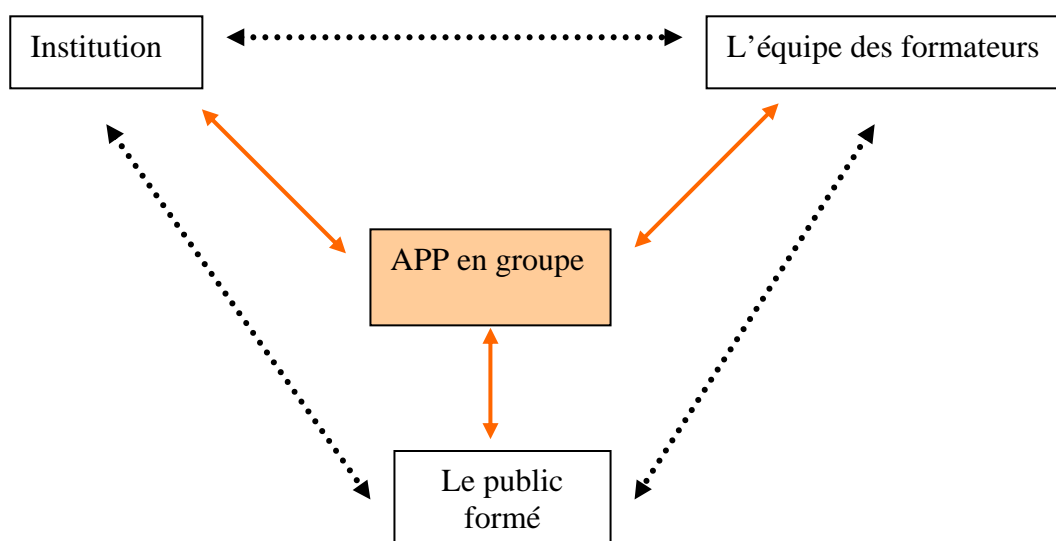 Institution
L’équipe des formateurs
APP en groupe
Le public
formé